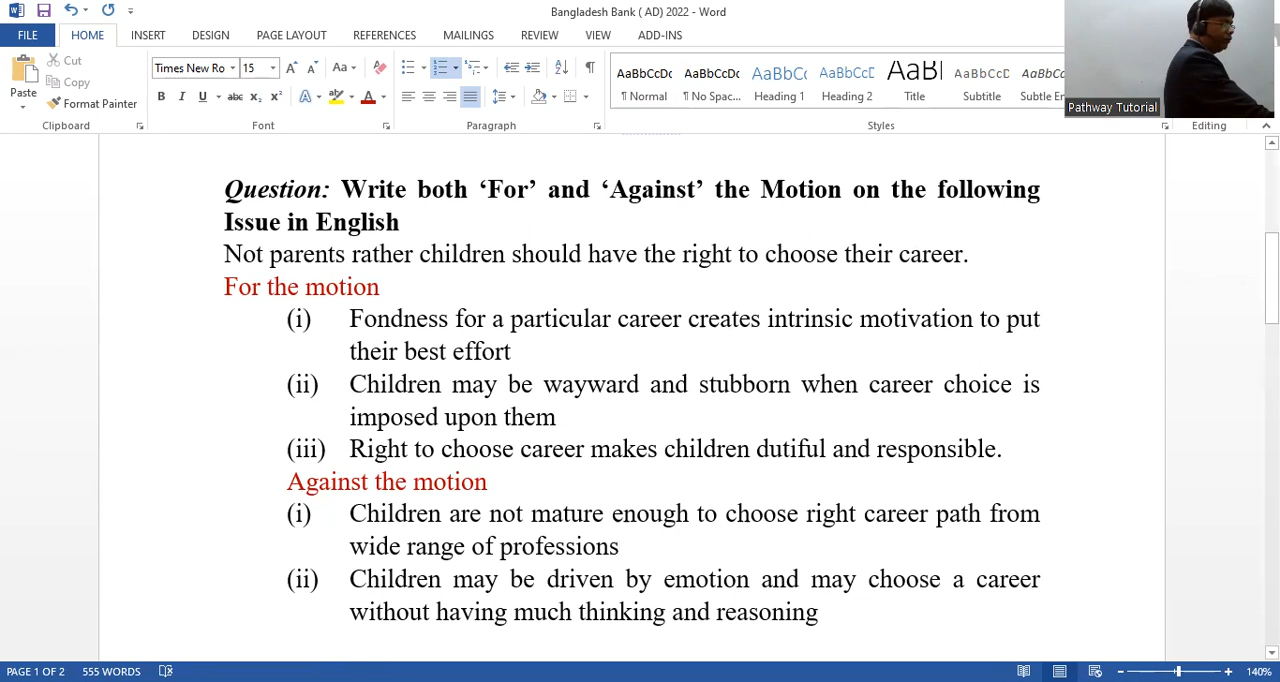 Bangladesh Bank ( AD) 2022 - Word
FILE HOME INSERT DESIGN PAGE LAYOUT REFERENCES MAILINGS REVIEW VIEW ADD-INS
Cut
Copy
Format Painter
Paste
Times New Ro 15
AaBbCcDc AaBbCcDc AaBbCc AaBbCcC AaBl AaBbCcD AaBbCcD
¶ Normal ¶ No Spac... Heading 1 Heading 2 Title Subtitle Subtle En
Pathway Tutorial
Clipboard Font Paragraph Styles Editing
Question: Write both ‘For’ and ‘Against’ the Motion on the following
Issue in English
Not parents rather children should have the right to choose their career.
For the motion
(i) Fondness for a particular career creates intrinsic motivation to put
their best effort
(ii) Children may be wayward and stubborn when career choice is
imposed upon them
(iii) Right to choose career makes children dutiful and responsible.
Against the motion
(i) Children are not mature enough to choose right career path from
wide range of professions
(ii) Children may be driven by emotion and may choose a career
without having much thinking and reasoning
PAGE 1 OF 2 555 WORDS 140%